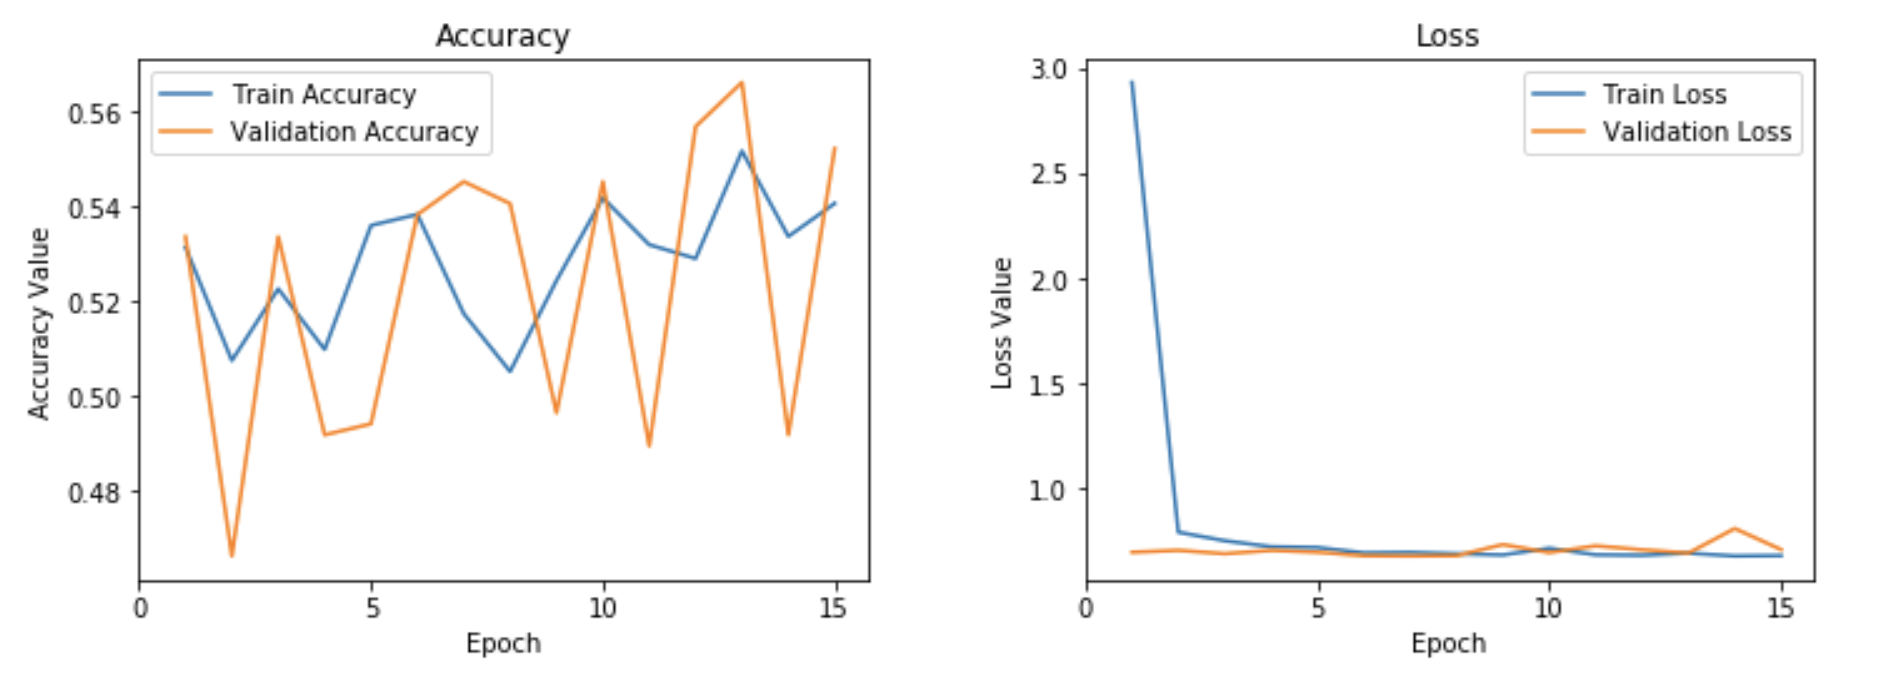 Accuracy
Train Accuracy
Validation Accuracy
Accuracy Value
0.56
0.54
0.52
0.50
0.48
0 5 10 15
Epoch
Loss
Train Loss
Validation Loss
Loss Value
3.0
2.5
2.0
1.5
1.0
0 5 10 15
Epoch